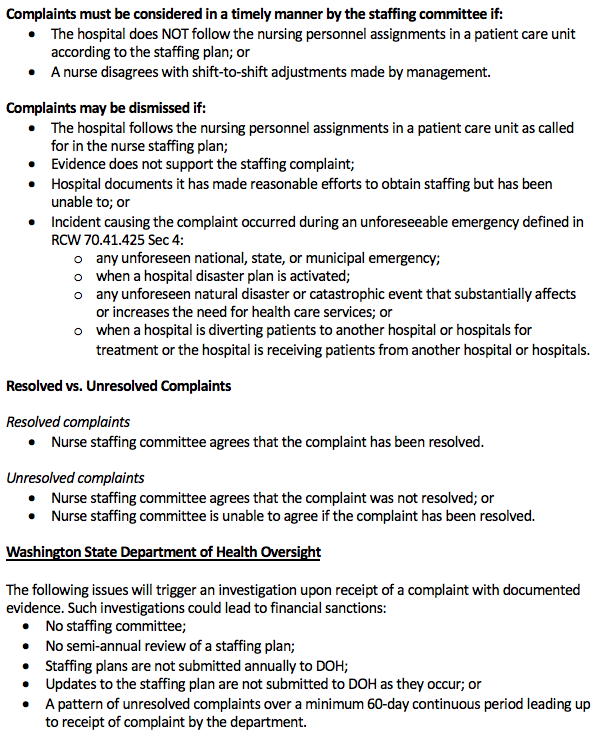 Complaints must be considered in a timely manner by the staffing committee if:
• The hospital does NOT follow the nursing personnel assignments in a patient care unit
according to the staffing plan; or
• A nurse disagrees with shift-to-shift adjustments made by management.
Complaints may be dismissed if:
• The hospital follows the nursing personnel assignments in a patient care unit as called
for in the nurse staffing plan;
• Evidence does not support the staffing complaint;
• Hospital documents it has made reasonable efforts to obtain staffing but has been
unable to; or
• Incident causing the complaint occurred during an unforeseeable emergency defined in
RCW 70.41.425 Sec 4:
o any unforeseen national, state, or municipal emergency;
o when a hospital disaster plan is activated;
o any unforeseen natural disaster or catastrophic event that substantially affects
or increases the need for health care services; or
o when a hospital is diverting patients to another hospital or hospitals for
treatment or the hospital is receiving patients from another hospital or hospitals.
Resolved vs. Unresolved Complaints
Resolved complaints
• Nurse staffing committee agrees that the complaint has been resolved.
Unresolved complaints
• Nurse staffing committee agrees that the complaint was not resolved; or
• Nurse staffing committee is unable to agree if the complaint has been resolved.
Washington State Department of Health Oversight
The following issues will trigger an investigation upon receipt of a complaint with documented
evidence. Such investigations could lead to financial sanctions:
• No staffing committee;
• No semi-annual review of a staffing plan;
• Staffing plans are not submitted annually to DOH;
• Updates to the staffing plan are not submitted to DOH as they occur; or
• A pattern of unresolved complaints over a minimum 60-day continuous period leading up
to receipt of complaint by the department.